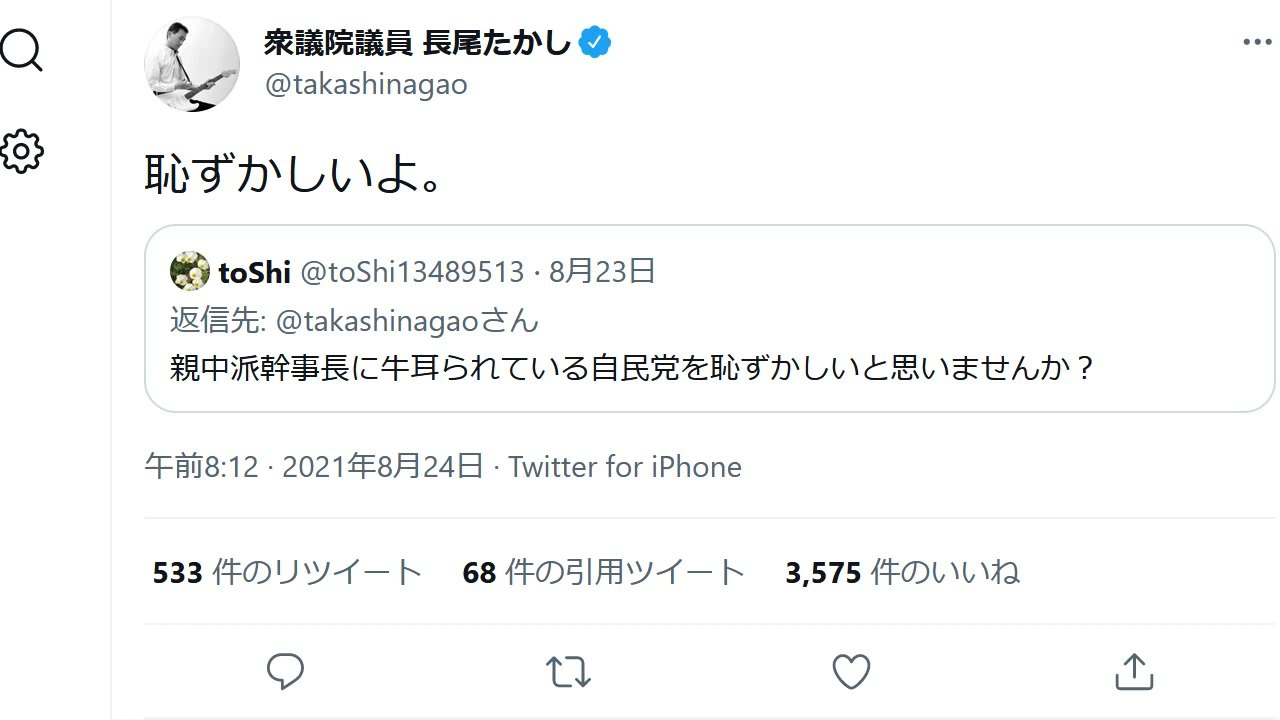 衆議院議員 長尾たかし
@takashinagao
恥ずかしいよ。
toShi @toShi13489513 · 8月23日
返信先: @takashinagaoさん
親中派幹事長に牛耳られている自民党を恥ずかしいと思いませんか？
午前8:12 · 2021年8月24日 · Twitter for iPhone
533 件のリツイート 68 件の引用ツイート 3,575 件のいいね